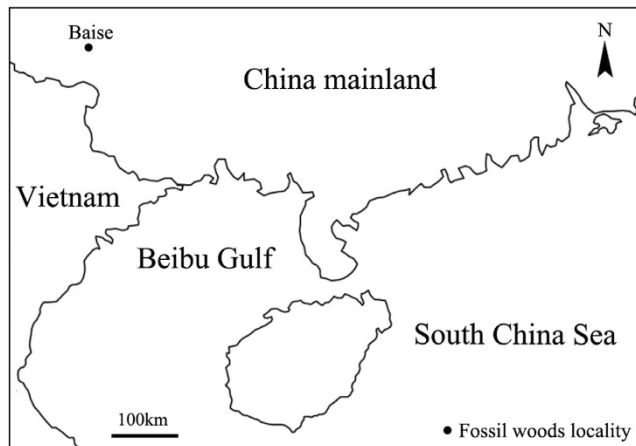 Baise
N
China mainland
Vietnam
Beibu Gulf
South China Sea
100km
Fossil woods locality